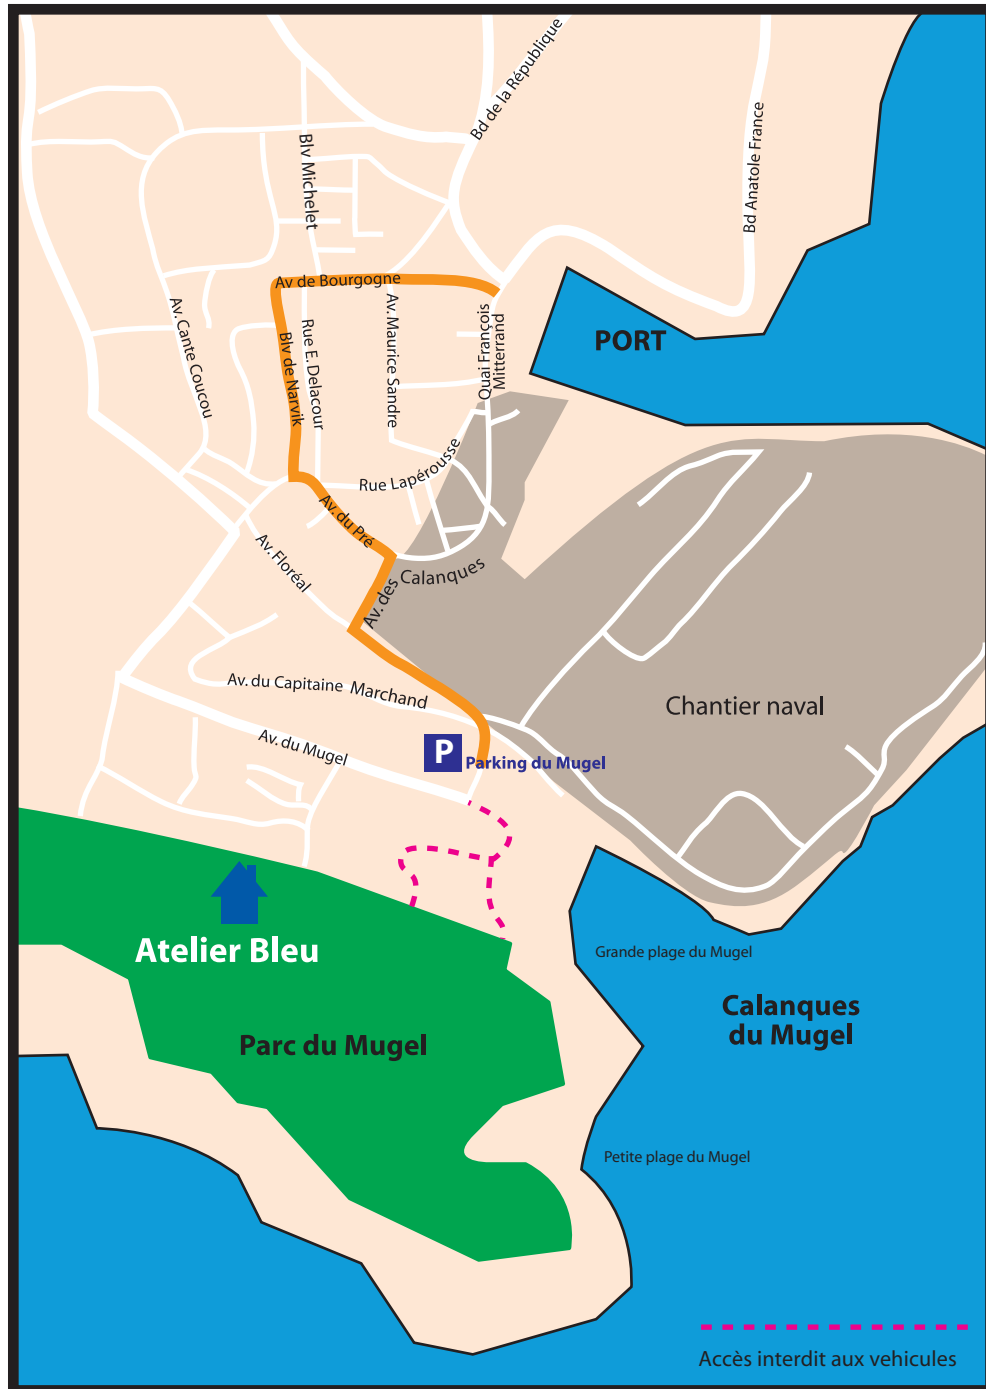 Bd de la République
Bd Anatole France
Blv Michelet
Av de Bourgogne
Av. Cante Coucou
Blv de Narvik
Rue E. Delacour
Av. Maurice Sandre
Quai François
Mitterrand
PORT
Rue Lapérousse
Av. du Pré
Av. Floréal
Av. des Calanques
Av. du Capitaine Marchand
Chantier naval
Av. du Mugel
P
Parking du Mugel
Atelier Bleu
Grande plage du Mugel
Calanques
du Mugel
Parc du Mugel
Petite plage du Mugel
Accès interdit aux vehicules